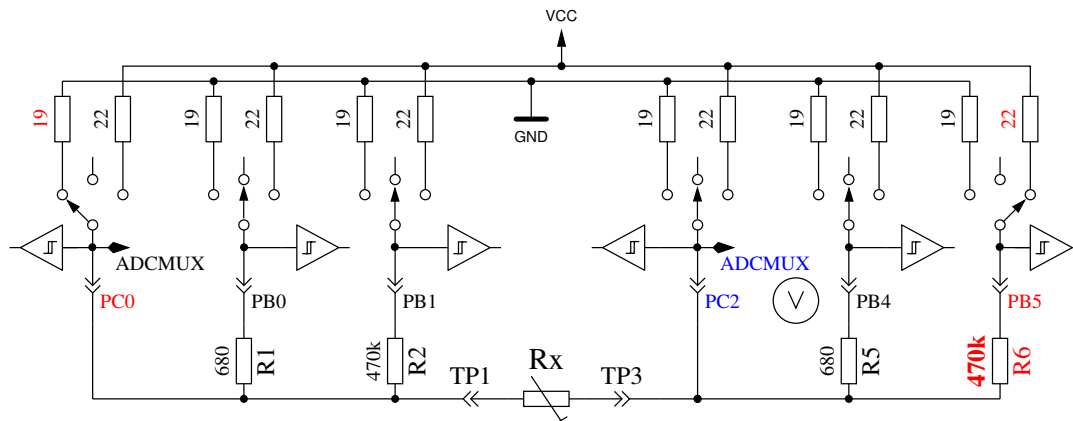 VCC
19
22
19
22
19
22
GND
19
22
19
22
19
22
ADCMUX
ADCMUX
PC0
PB0
PB1
PC2
V
PB4
PB5
680
R1
470k
R2
TP1
Rx
TP3
680
R5
470k
R6